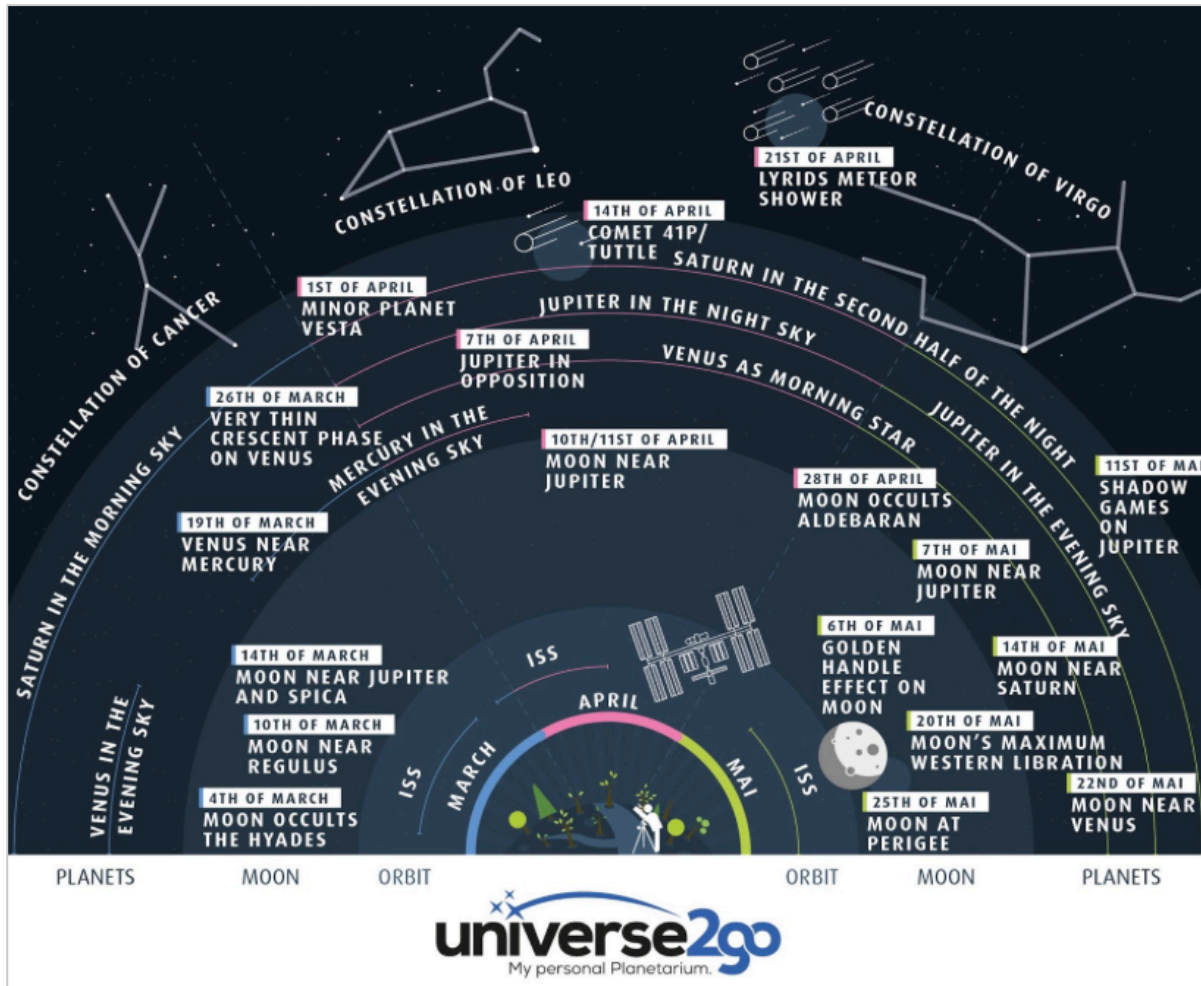 CONSTELLATION OF CANCER
CONSTELLATION OF LEO
CONSTELLATION OF VIRGO
21ST OF APRIL
LYRIDS METEOR
SHOWER
14TH OF APRIL
COMET 41P/
TUTTLE
1ST OF APRIL
MINOR PLANET
VESTA
SATURN IN THE MORNING SKY
SATURN IN THE SECOND HALF OF THE NIGHT
JUPITER IN THE NIGHT SKY
JUPITER IN THE EVENING SKY
7TH OF APRIL
JUPITER IN
OPPOSITION
VENUS AS MORNING STAR
26TH OF MARCH
VERY THIN
CRESCENT PHASE
ON VENUS
MERCURY IN THE
EVENING SKY
10TH/11ST OF APRIL
MOON NEAR
JUPITER
28TH OF APRIL
MOON OCCULTS
ALDEBARAN
11ST OF MAI
SHADOW
GAMES
ON
JUPITER
19TH OF MARCH
VENUS NEAR
MERCURY
7TH OF MAI
MOON NEAR
JUPITER
6TH OF MAI
GOLDEN
HANDLE
EFFECT ON
MOON
14TH OF MAI
MOON NEAR
SATURN
14TH OF MARCH
MOON NEAR JUPITER
AND SPICA
10TH OF MARCH
MOON NEAR
REGULUS
4TH OF MARCH
MOON OCCULTS
THE HYADES
VENUS IN THE
EVENING SKY
ISS
ISS
ISS
MARCH
APRIL
MAI
20TH OF MAI
MOON'S MAXIMUM
WESTERN LIBRATION
22ND OF MAI
MOON NEAR
VENUS
25TH OF MAI
MOON AT
PERIGEE
PLANETS MOON ORBIT ORBIT MOON PLANETS
universe2go
My personal Planetarium.